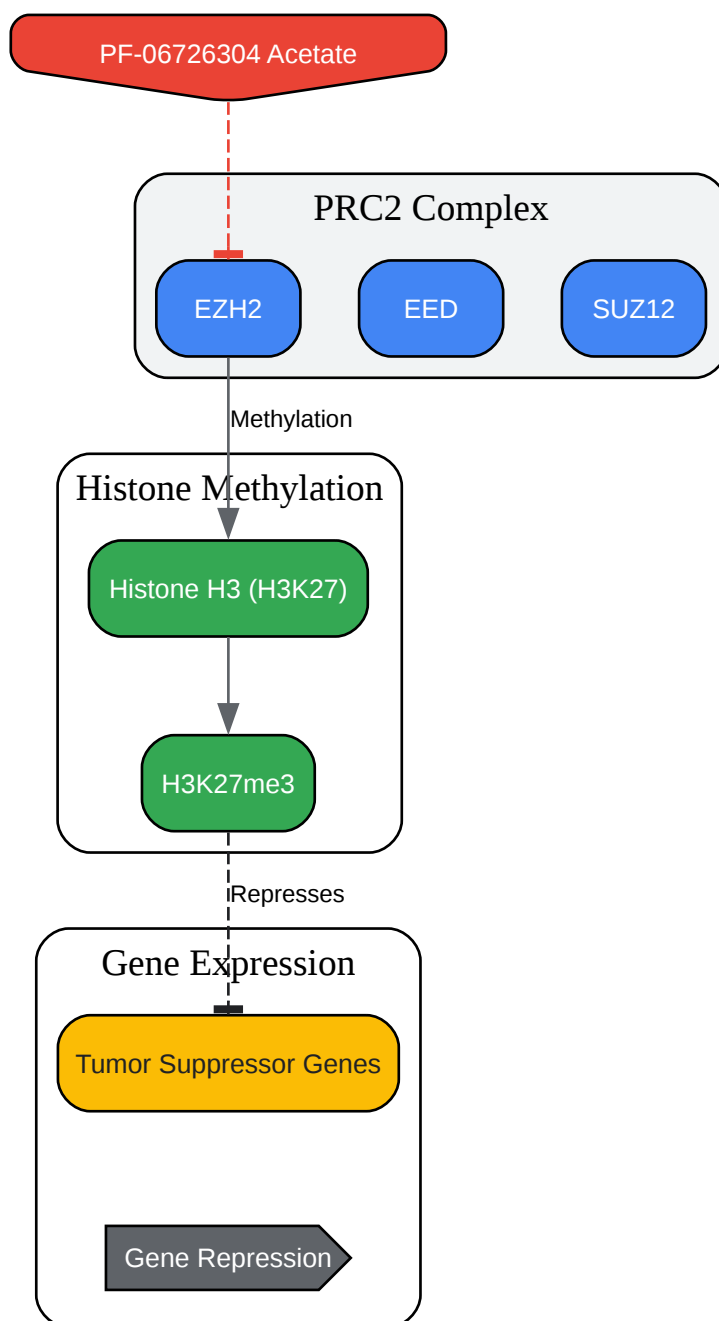 PF-06726304 Acetate
PRC2 Complex
EZH2
EED
SUZ12
Methylation
Histone Methylation
Histone H3 (H3K27)
H3K27me3
Represses
Gene Expression
Tumor Suppressor Genes
Gene Repression